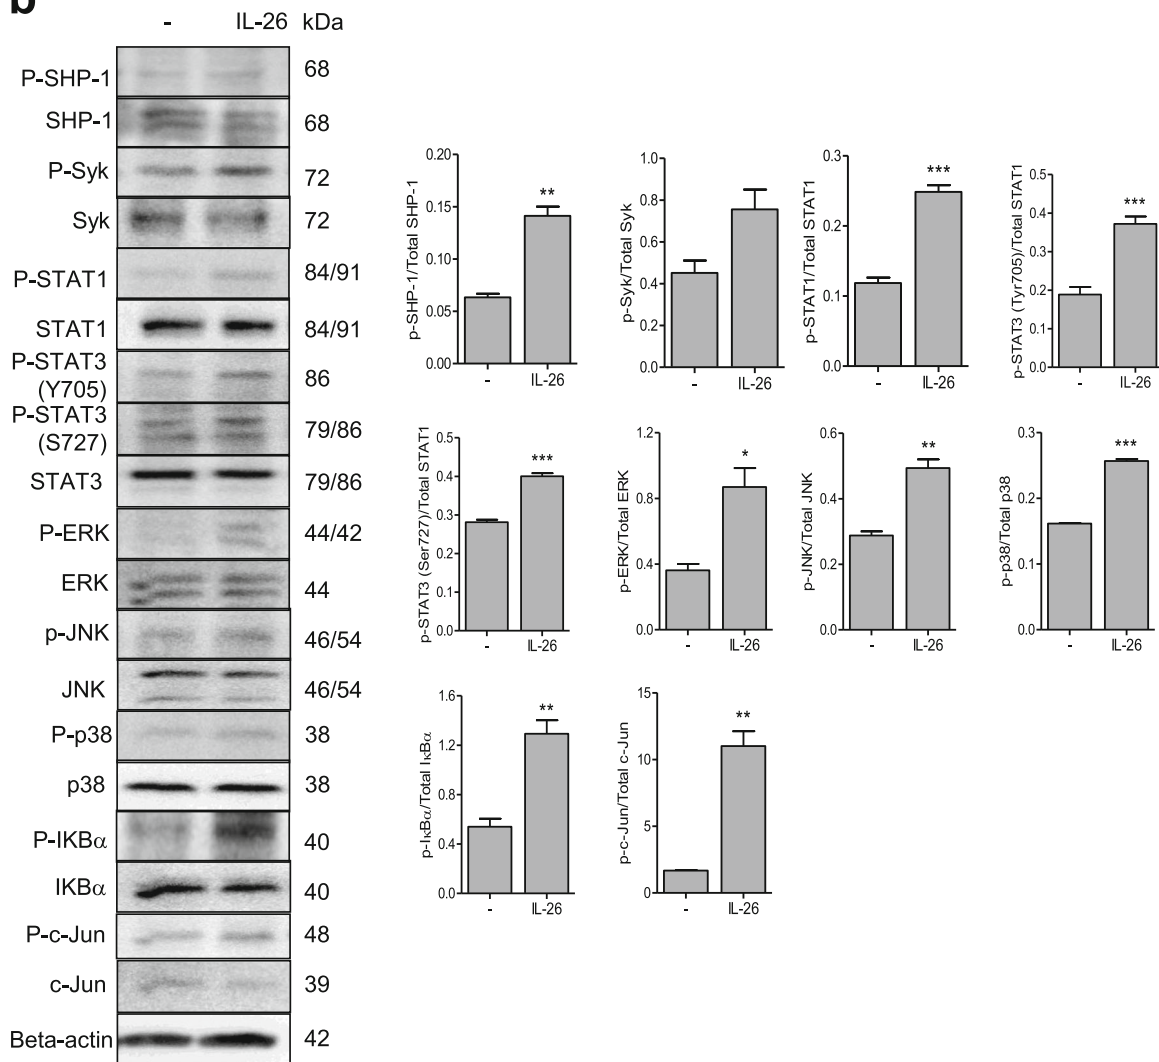 b
- IL-26 kDa
P-SHP-1 68
SHP-1 68
P-Syk 72
Syk 72
P-STAT1 84/91
STAT1 84/91
P-STAT3
(Y705) 86
P-STAT3
(S727) 79/86
STAT3 79/86
P-ERK 44/42
ERK 44
p-JNK 46/54
JNK 46/54
P-p38 38
p38 38
P-IKBα 40
IKBα 40
P-c-Jun 48
c-Jun 39
Beta-actin 42
p-SHP-1/Total SHP-1
0.20
0.15
0.10
0.05
0.00
**
- IL-26
p-Syk/Total Syk
1.0
0.8
0.6
0.4
0.2
0.0
- IL-26
p-STAT1/Total STAT1
0.3
0.2
0.1
0.0
***
- IL-26
p-STAT3 (Tyr705)/Total STAT1
0.5
0.4
0.3
0.2
0.1
0.0
***
- IL-26
p-STAT3 (Ser727)/Total STAT1
0.5
0.4
0.3
0.2
0.1
0.0
***
- IL-26
p-ERK/Total ERK
1.2
0.8
0.4
0.0
*
- IL-26
p-JNK/Total JNK
0.6
0.4
0.2
0.0
**
- IL-26
p-p38/Total p38
0.3
0.2
0.1
0.0
***
- IL-26
p-IκBα/Total IκBα
1.6
1.2
0.8
0.4
0.0
**
- IL-26
p-c-Jun/Total c-Jun
15
10
5
0
**
- IL-26